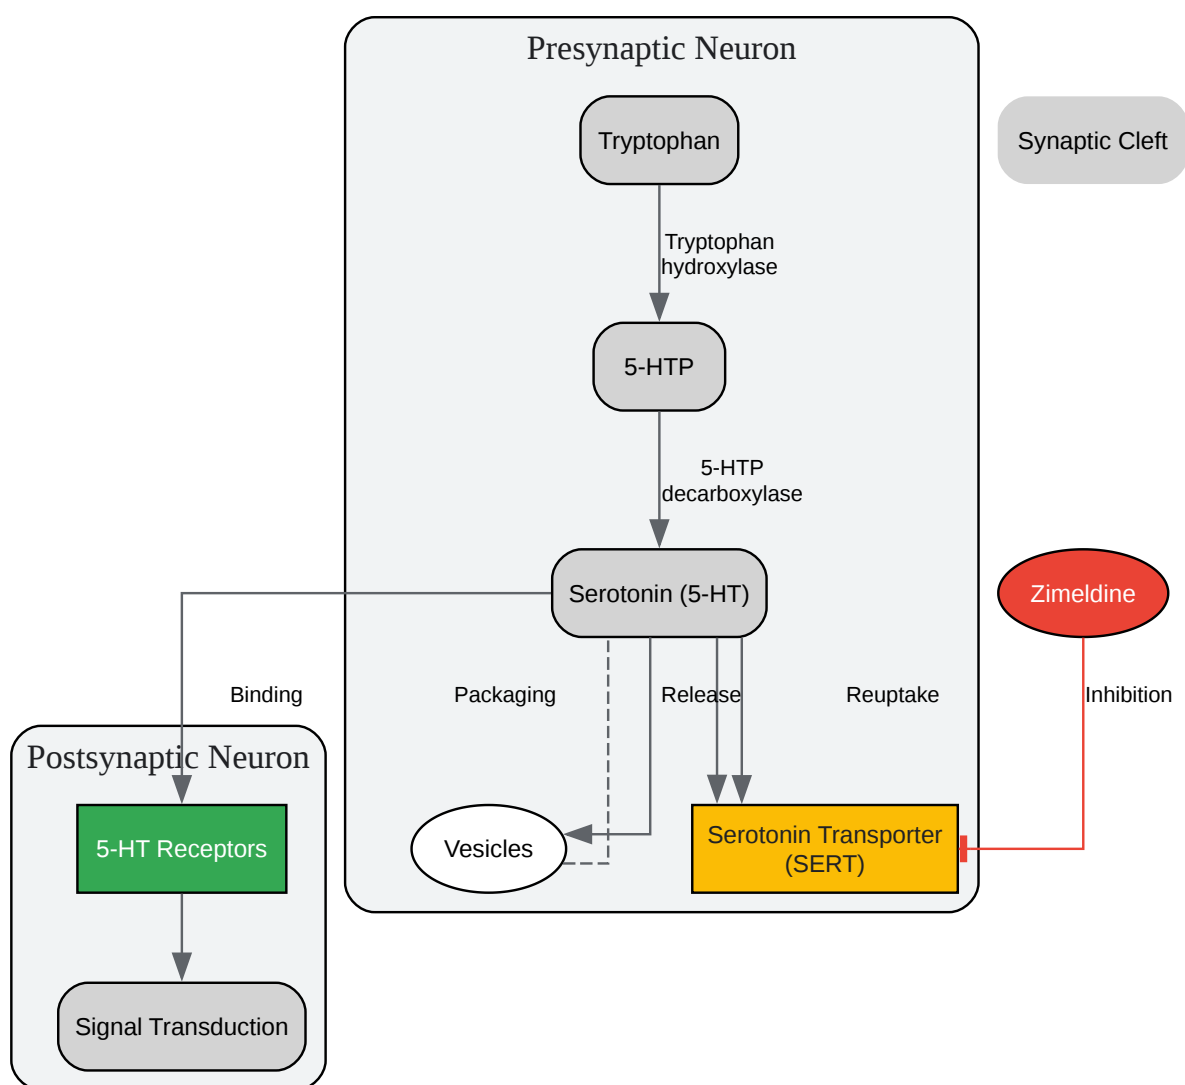 Presynaptic Neuron
Tryptophan
Synaptic Cleft
Tryptophan
hydroxylase
5-HTP
5-HTP
decarboxylase
Serotonin (5-HT)
Zimeldine
Binding
Packaging
Release
Reuptake
Inhibition
Postsynaptic Neuron
5-HT Receptors
Vesicles
Serotonin Transporter
(SERT)
Signal Transduction